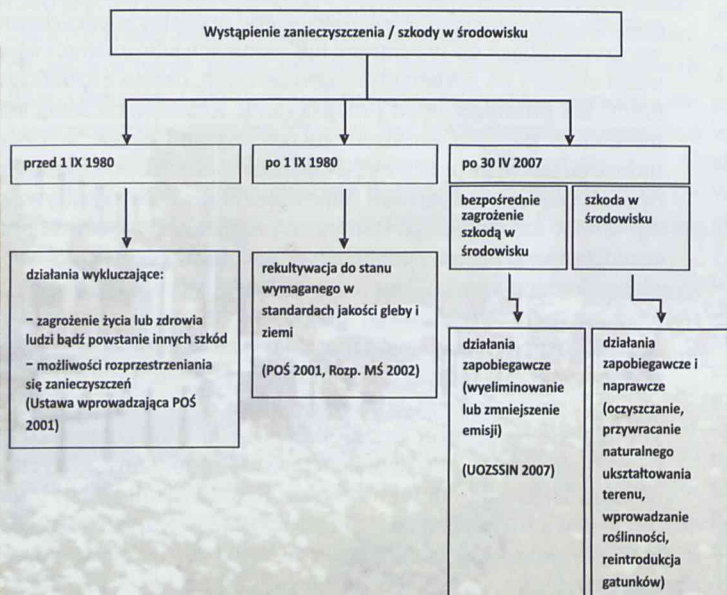 Wystąpienie zanieczyszczenia / szkody w środowisku
przed 1 IX 1980
działania wykluczające:
– zagrożenie życia lub zdrowia
ludzi bądź powstanie innych szkód
– możliwości rozprzestrzeniania
się zanieczyszczeń
(Ustawa wprowadzająca POŚ
2001)
po 1 IX 1980
rekultywacja do stanu
wymaganego w
standardach jakości gleby i
ziemi
(POŚ 2001, Rozp. MŚ 2002)
po 30 IV 2007
bezpośrednie
zagrożenie
szkodą w
środowisku
działania
zapobiegawcze
(wyeliminowanie
lub zmniejszenie
emisji)
(UOZSSIN 2007)
szkoda w
środowisku
działania
zapobiegawcze i
naprawcze
(oczyszczanie,
przywracanie
naturalnego
ukształtowania
terenu,
wprowadzanie
roślinności,
reintrodukcja
gatunków)